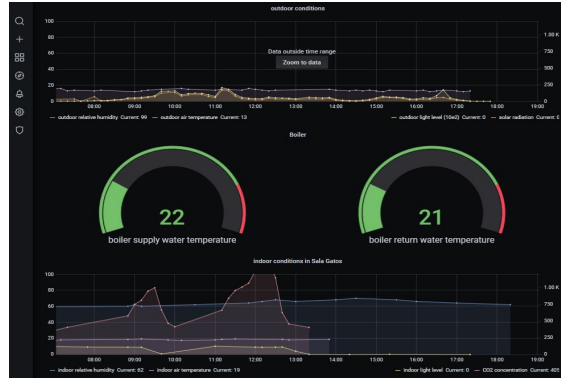 outdoor conditions
100
80
60
40
20
0
1.00 K
750
500
250
0
Data outside time range
Zoom to data
08:00 09:00 10:00 11:00 12:00 13:00 14:00 15:00 16:00 17:00 18:00 19:00
outdoor relative humidity Current: 99 outdoor air temperature Current: 13 outdoor light level (10e2) Current: 0 solar radiation Current: 0
Boiler
22 21
boiler supply water temperature boiler return water temperature
indoor conditions in Sala Gatos
100
80
60
40
20
0
1.00 K
750
500
250
0
08:00 09:00 10:00 11:00 12:00 13:00 14:00 15:00 16:00 17:00 18:00 19:00
indoor relative humidity Current: 62 indoor air temperature Current: 19 indoor light level Current: 0 CO2 concentration Current: 405